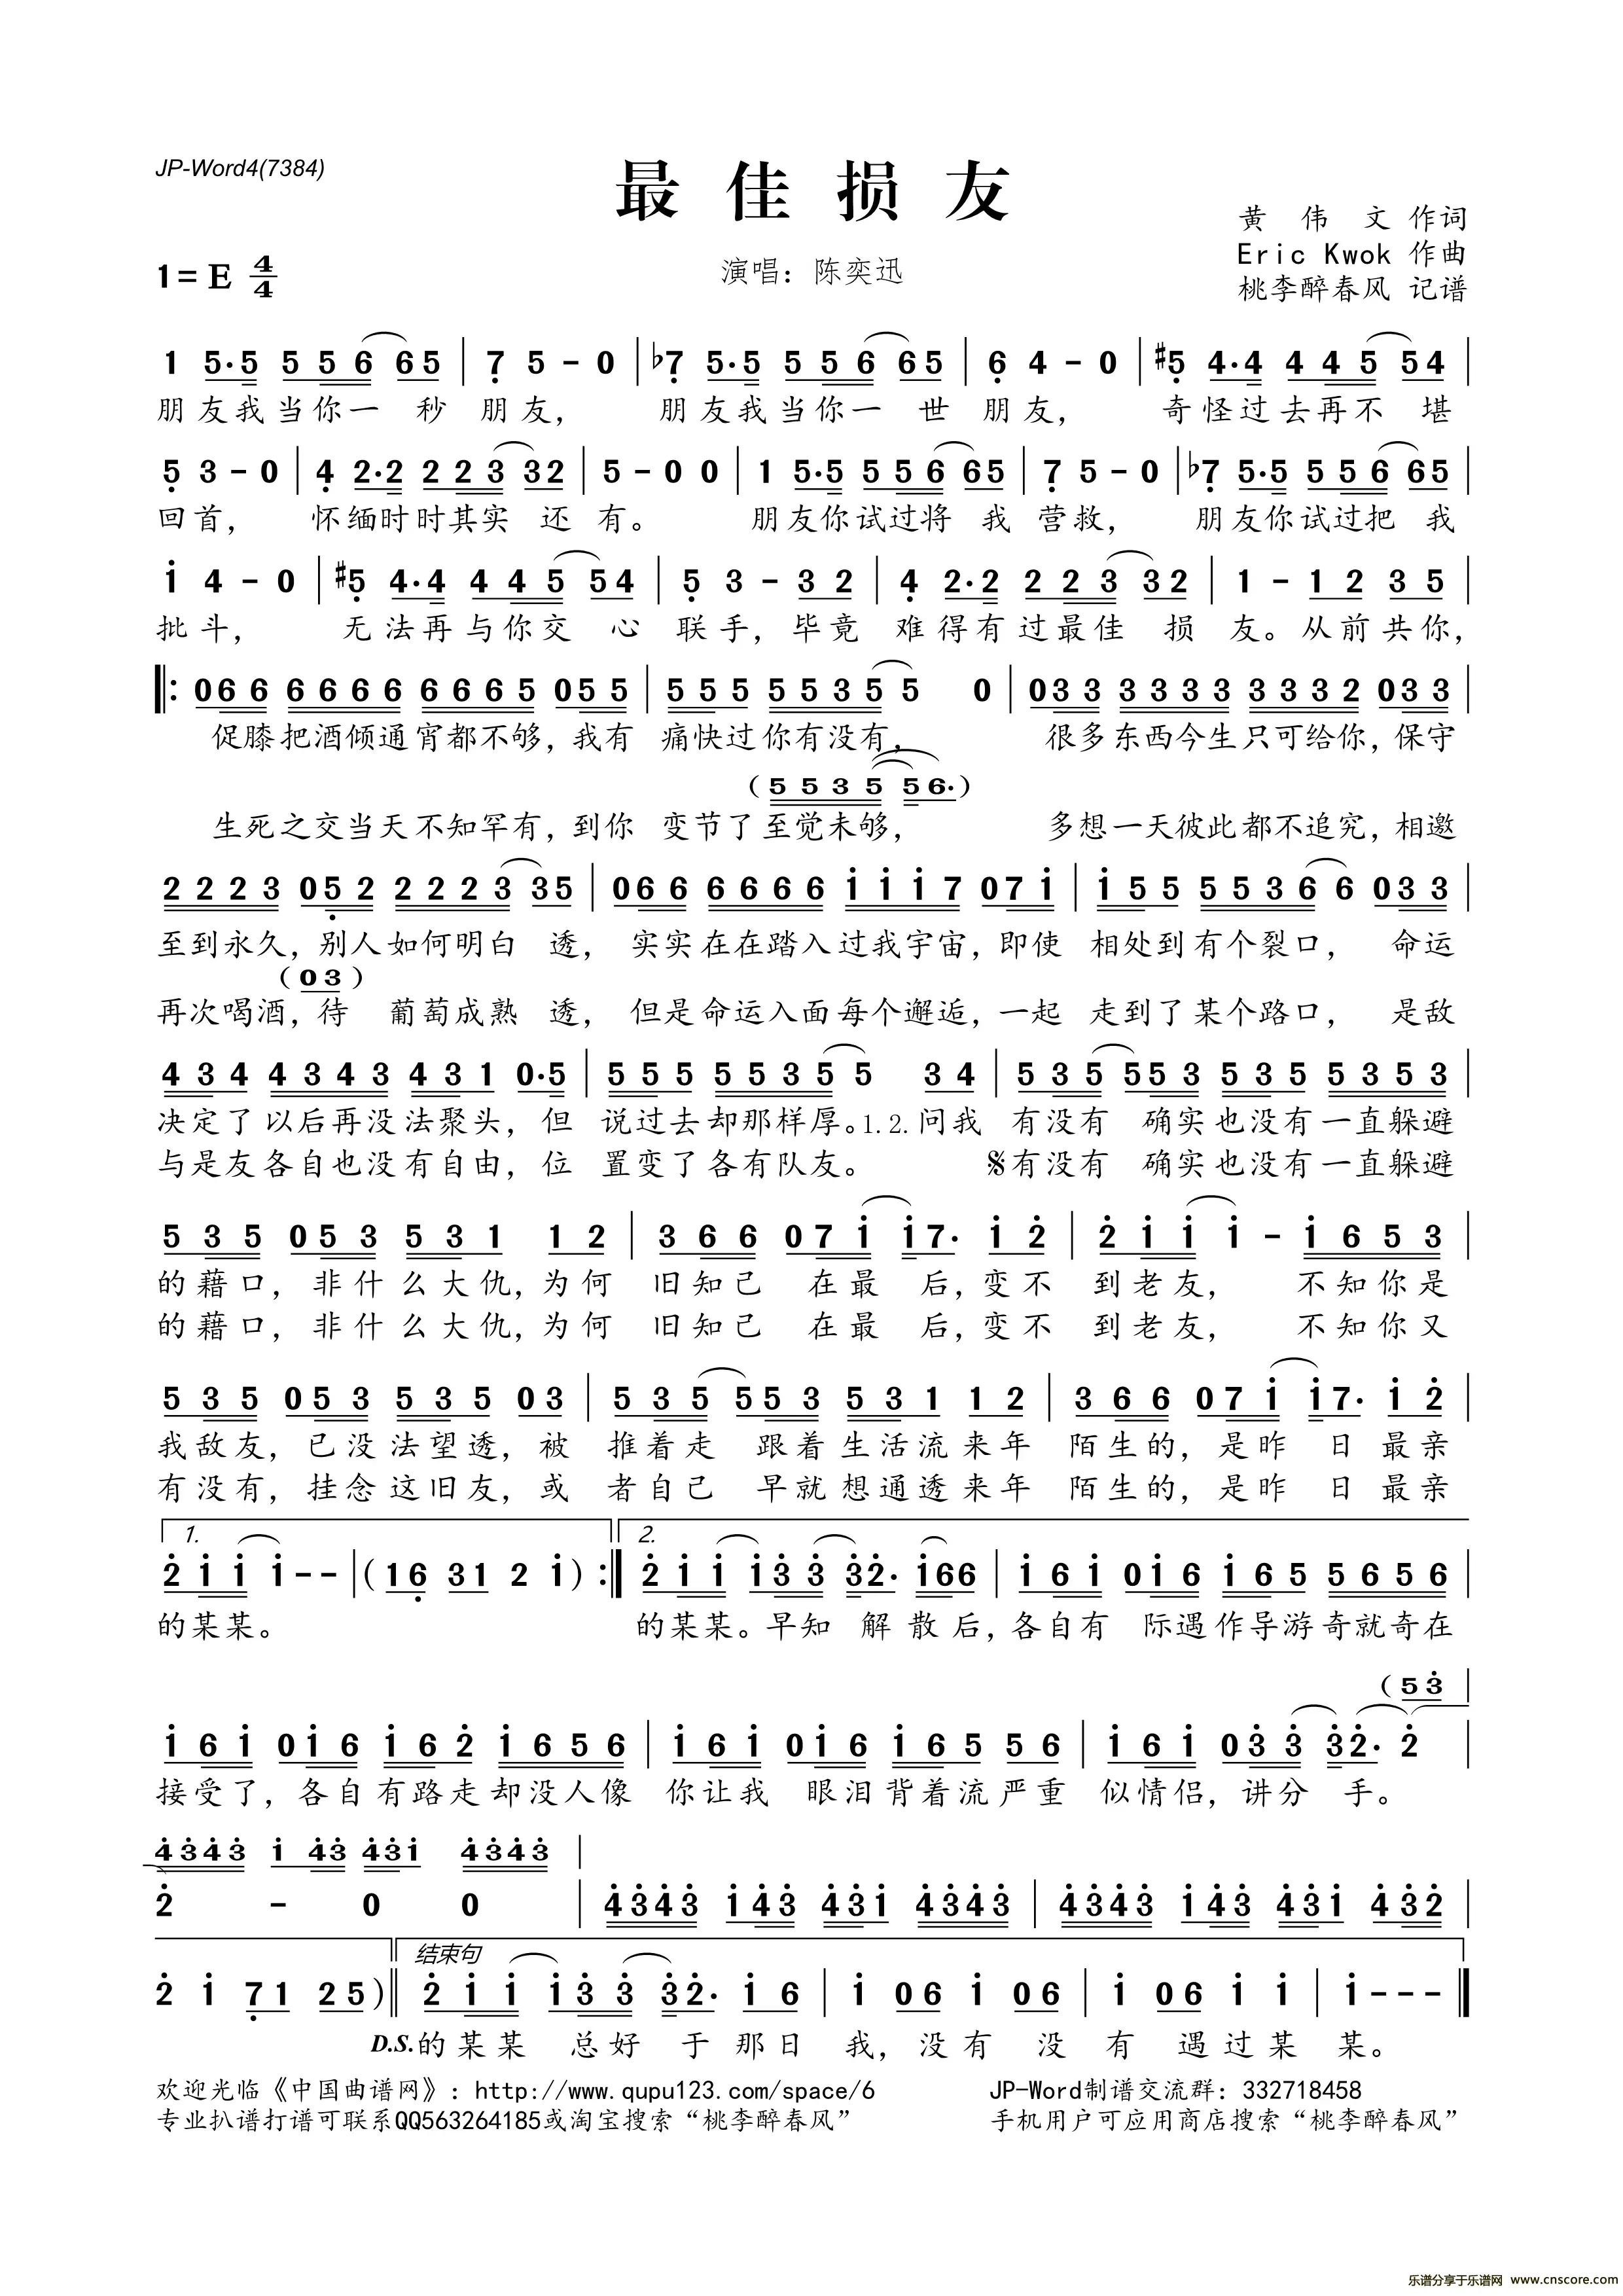 JP-Word4(7384)
最佳损友
黄伟文 作词
1=E 4/4
演唱：陈奕迅
Eric Kwok 作曲
桃李醉春风 记谱
1 5·5 5 5 6 6 5 | 7 5 - 0 | ♭7 5·5 5 5 6 6 5 | 6 4 - 0 | ♯5 4·4 4 4 5 5 4 |
朋友我当你一 秒 朋友， 朋友我当你一 世 朋友， 奇怪过去再不 堪
5 3 - 0 | 4 2·2 2 2 3 3 2 | 5 - 0 0 | 1 5·5 5 5 6 6 5 | 7 5 - 0 | ♭7 5·5 5 5 6 6 5 |
回首， 怀缅时时其实 还 有。 朋友你试过将 我 营救， 朋友你试过把 我
1 4 - 0 | ♯5 4·4 4 4 5 5 4 | 5 3 - 3 2 | 4 2·2 2 2 3 3 2 | 1 - 1 2 3 5 |
批斗， 无法再与你交 心 联手，毕竟 难得有过最佳 损 友。从前共你，
|: 0 6 6 6 6 6 6 6 6 6 5 0 5 5 | 5 5 5 5 5 3 5 5 0 | 0 3 3 3 3 3 3 3 3 3 2 0 3 3 |
促膝把酒倾通宵都不够，我有 痛快过你有没有， 很多东西今生只可给你，保守
(5 5 3 5 5 6·)
生死之交当天不知罕有，到你 变节了至觉未够， 多想一天彼此都不追究，相邀
2 2 2 3 0 5 2 2 2 2 3 3 5 | 0 6 6 6 6 6 6 1 1 1 7 0 7 1 | 1 5 5 5 5 3 6 6 0 3 3 |
至到永久，别人如何明白 透， 实实在在踏入过我宇宙，即使 相处到有个裂口， 命运
(0 3)
再次喝酒，待 葡萄成熟 透， 但是命运入面每个邂逅，一起 走到了某个路口， 是敌
4 3 4 4 3 4 3 4 3 1 0·5 | 5 5 5 5 5 3 5 5 3 4 | 5 3 5 5 5 3 5 3 5 5 3 5 3 |
决定了以后再没法聚头，但 说过去却那样厚。1.2.问我 有没有 确实也没有一直躲避
与是友各自也没有自由，位 置变了各有队友。 𝄋有没有 确实也没有一直躲避
5 3 5 0 5 3 5 3 1 1 2 | 3 6 6 0 7 1 1 7· 1 2 | 2 1 1 1 - 1 6 5 3 |
的藉口，非什么大仇，为何 旧知己 在最 后，变不 到老友， 不知你是
的藉口，非什么大仇，为何 旧知己 在最 后，变不 到老友， 不知你又
5 3 5 0 5 3 5 3 5 0 3 | 5 3 5 5 5 3 5 3 1 1 2 | 3 6 6 0 7 1 1 7· 1 2 |
我敌友，已没法望透，被 推着走 跟着生活流来年 陌生的，是昨 日最亲
有没有，挂念这旧友，或 者自己 早就想通透来年 陌生的，是昨 日最亲
1. 2.
2 1 1 1 - - | (1 6 3 1 2 1) :| 2 1 1 1 3 3 3 2· 1 6 6 | 1 6 1 0 1 6 1 6 5 5 6 5 6 |
的某某。 的某某。早知 解散后，各自有 际遇作导游奇就奇在
(5 3 |
1 6 1 0 1 6 1 6 2 1 6 5 6 | 1 6 1 0 1 6 1 6 5 5 6 | 1 6 1 0 3 3 3 2· 2 |
接受了，各自有路走却没人像 你让我 眼泪背着流严重 似情侣，讲分 手。
4 3 4 3 1 4 3 4 3 1 4 3 4 3 |
2 - 0 0 | 4 3 4 3 1 4 3 4 3 1 4 3 4 3 | 4 3 4 3 1 4 3 4 3 1 4 3 2 |
结束句
2 1 7 1 2 5) || 2 1 1 1 3 3 3 2· 1 6 | 1 0 6 1 0 6 | 1 0 6 1 1 | 1 - - - |
D.S.的某某 总好 于那日 我，没有 没 有 遇过某 某。
欢迎光临《中国曲谱网》：http://www.qupu123.com/space/6 JP-Word制谱交流群：332718458
专业扒谱打谱可联系QQ563264185或淘宝搜索“桃李醉春风” 手机用户可应用商店搜索“桃李醉春风”
乐谱分享于乐谱网 www.cnscore.com